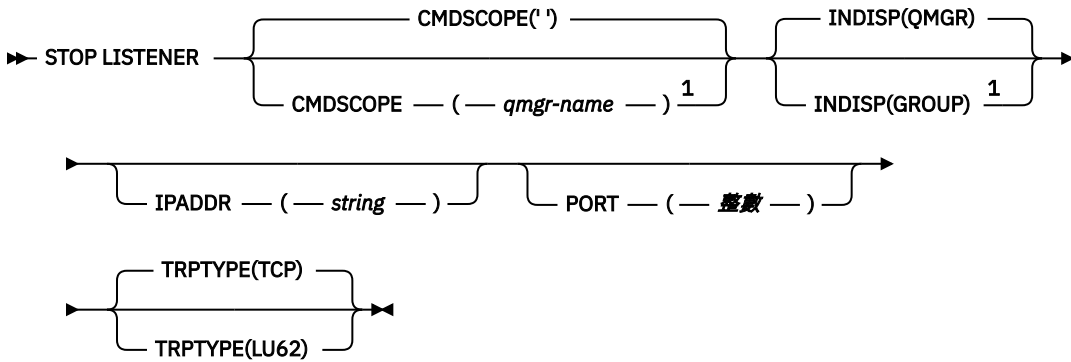 CMDSCOPE(' ') INDISP(QMGR)
STOP LISTENER
CMDSCOPE ( qmgr-name ) 1 INDISP(GROUP) 1
IPADDR ( string ) PORT ( 整數 )
TRPTYPE(TCP)
TRPTYPE(LU62)